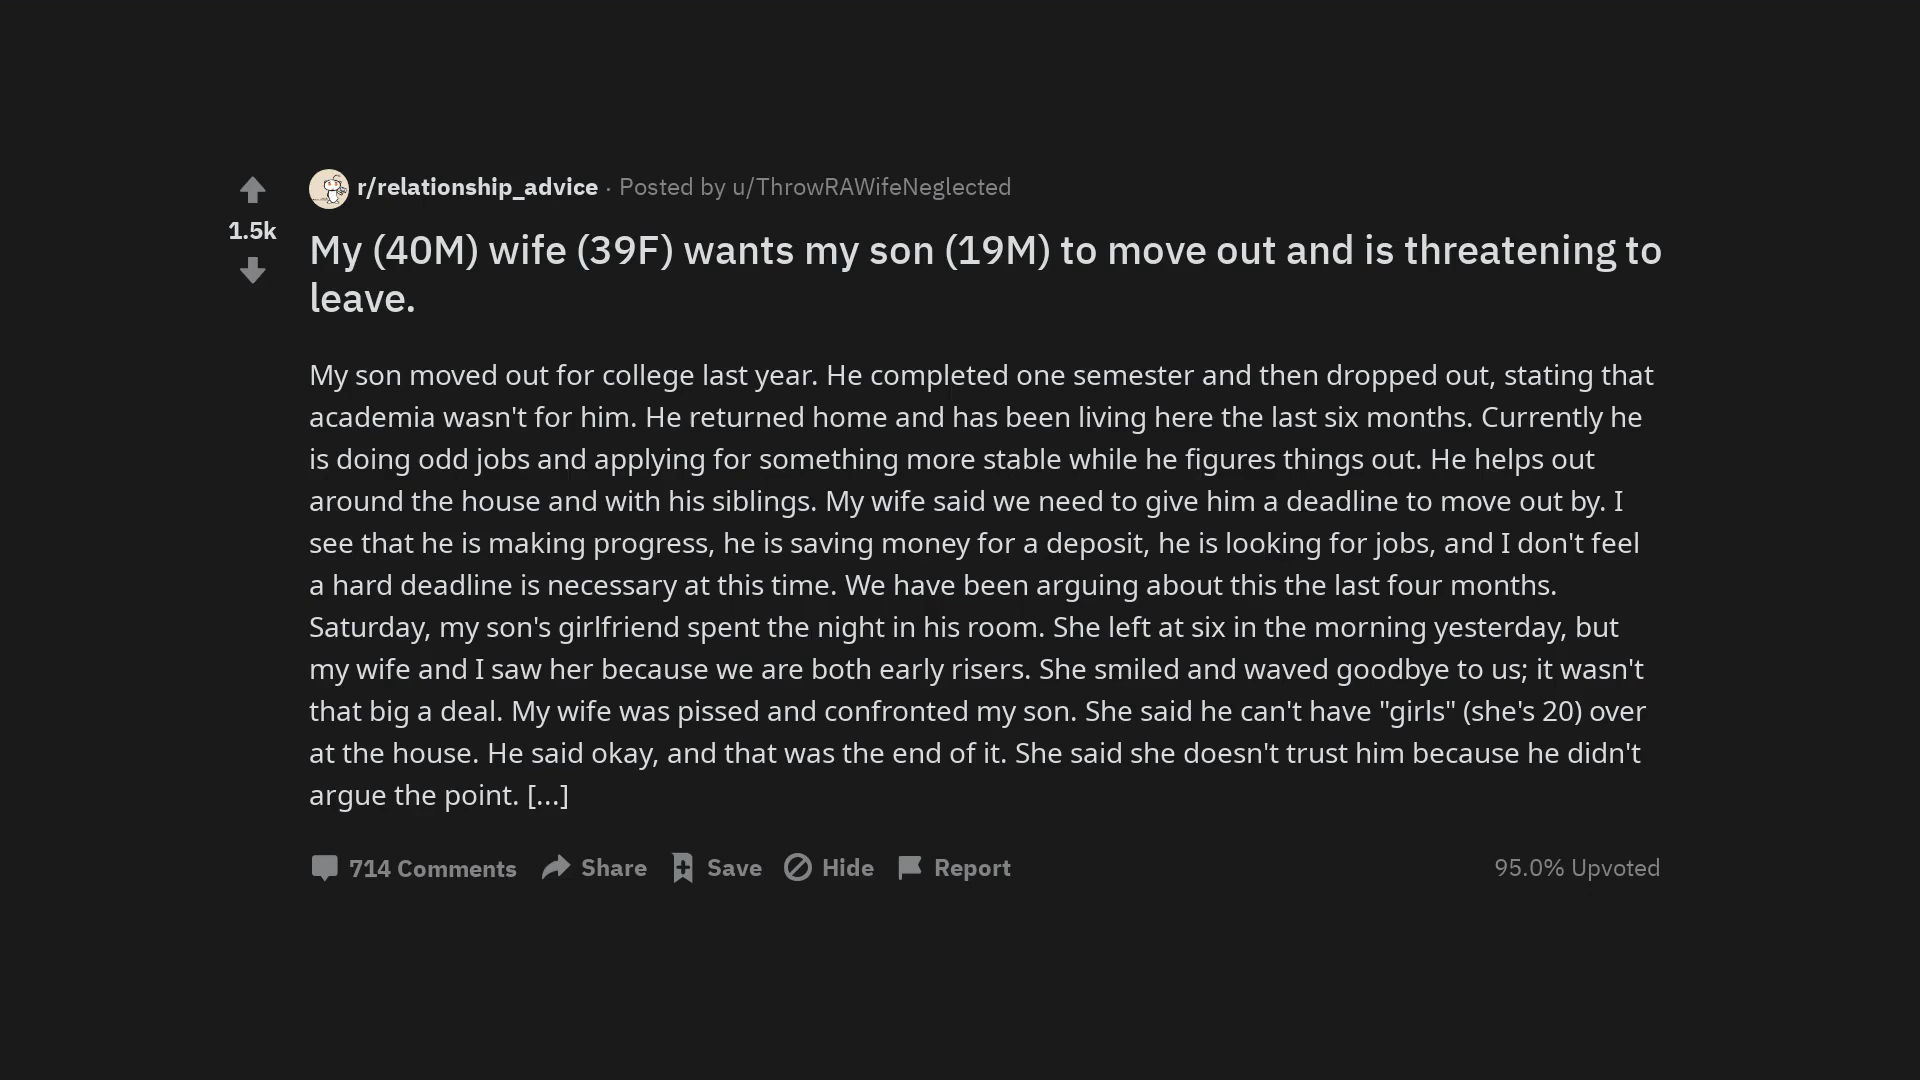 r/relationship_advice · Posted by u/ThrowRAWifeNeglected
1.5k
My (40M) wife (39F) wants my son (19M) to move out and is threatening to
leave.
My son moved out for college last year. He completed one semester and then dropped out, stating that
academia wasn't for him. He returned home and has been living here the last six months. Currently he
is doing odd jobs and applying for something more stable while he figures things out. He helps out
around the house and with his siblings. My wife said we need to give him a deadline to move out by. I
see that he is making progress, he is saving money for a deposit, he is looking for jobs, and I don't feel
a hard deadline is necessary at this time. We have been arguing about this the last four months.
Saturday, my son's girlfriend spent the night in his room. She left at six in the morning yesterday, but
my wife and I saw her because we are both early risers. She smiled and waved goodbye to us; it wasn't
that big a deal. My wife was pissed and confronted my son. She said he can't have "girls" (she's 20) over
at the house. He said okay, and that was the end of it. She said she doesn't trust him because he didn't
argue the point. [...]
714 Comments Share Save Hide Report 95.0% Upvoted